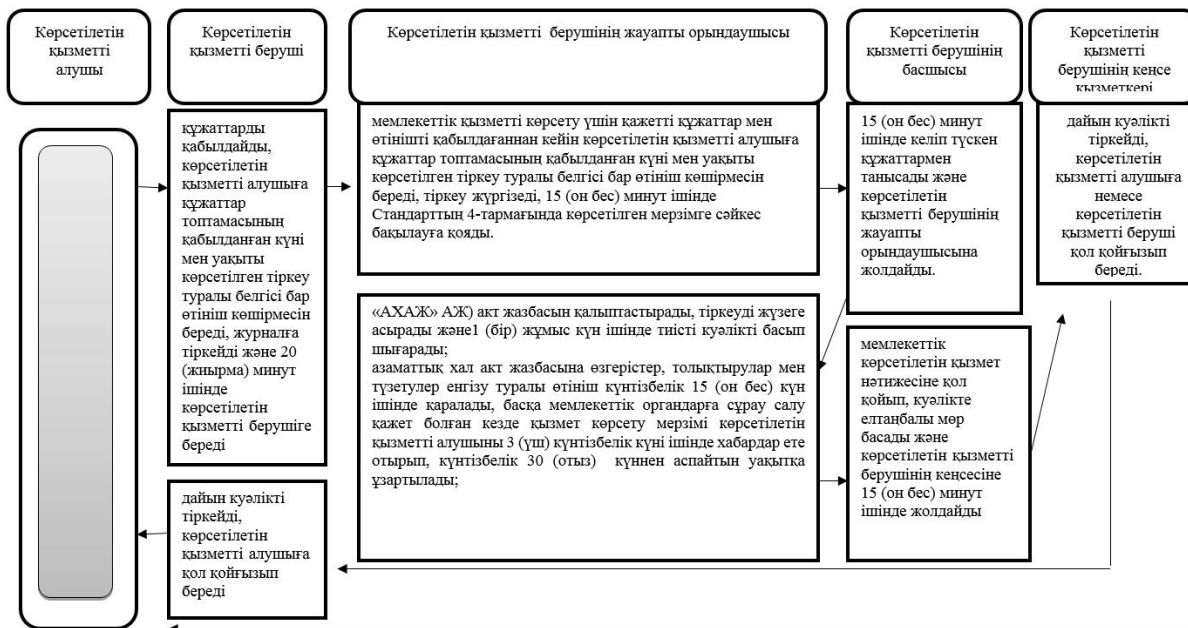 Көрсетілетін
қызметті
алушы
Көрсетілетін
қызметті беруші
Көрсетілетін қызметті берушінің жауапты орындаушысы
Көрсетілетін
қызметті берушінің
басшысы
Көрсетілетін
қызметті
берушінің кеңсе
қызметкері
құжаттарды
қабылдайды,
көрсетілетін
қызметті алушыға
құжаттар
топтамасының
қабылданған күні
мен уақыты
көрсетілген тіркеу
туралы белгісі бар
өтініш көшірмесін
береді, журналға
тіркейді және 20
(жиырма) минут
ішінде
көрсетілетін
қызметті берушіге
береді
мемлекеттік қызметті көрсету үшін қажетті құжаттар мен
өтінішті қабылдағаннан кейін көрсетілетін қызметті алушыға
құжаттар топтамасының қабылданған күні мен уақыты
көрсетілген тіркеу туралы белгісі бар өтініш көшірмесін
береді, тіркеу жүргізеді, 15 (он бес) минут ішінде
Стандарттың 4-тармағында көрсетілген мерзімге сәйкес
бақылауға қояды.
15 (он бес) минут
ішінде келіп түскен
құжаттармен
танысады және
көрсетілетін
қызметті берушінің
жауапты
орындаушысына
жолдайды.
дайын куәлікті
тіркейді,
көрсетілетін
қызметті алушыға
немесе
көрсетілетін
қызметті беруші
қол қойғызып
береді.
«АХАЖ» АЖ) акт жазбасын қалыптастырады, тіркеуді жүзеге
асырады және1 (бір) жұмыс күн ішінде тиісті куәлікті басып
шығарады;
азаматтық хал акт жазбасына өзгерістер, толықтырулар мен
түзетулер енгізу туралы өтініш күнтізбелік 15 (он бес) күн
ішінде қаралады, басқа мемлекеттік органдарға сұрау салу
қажет болған кезде қызмет көрсету мерзімі көрсетілетін
қызметті алушыны 3 (үш) күнтізбелік күні ішінде хабардар ете
отырып, күнтізбелік 30 (отыз) күннен аспайтын уақытқа
ұзартылады;
мемлекеттік
көрсетілетін қызмет
нәтижесіне қол
қойып, куәлікте
елтаңбалы мөр
басады және
көрсетілетін қызметті
берушінің кеңсесіне
15 (он бес) минут
ішінде жолдайды
дайын куәлікті
тіркейді,
көрсетілетін
қызметті алушыға
қол қойғызып
береді